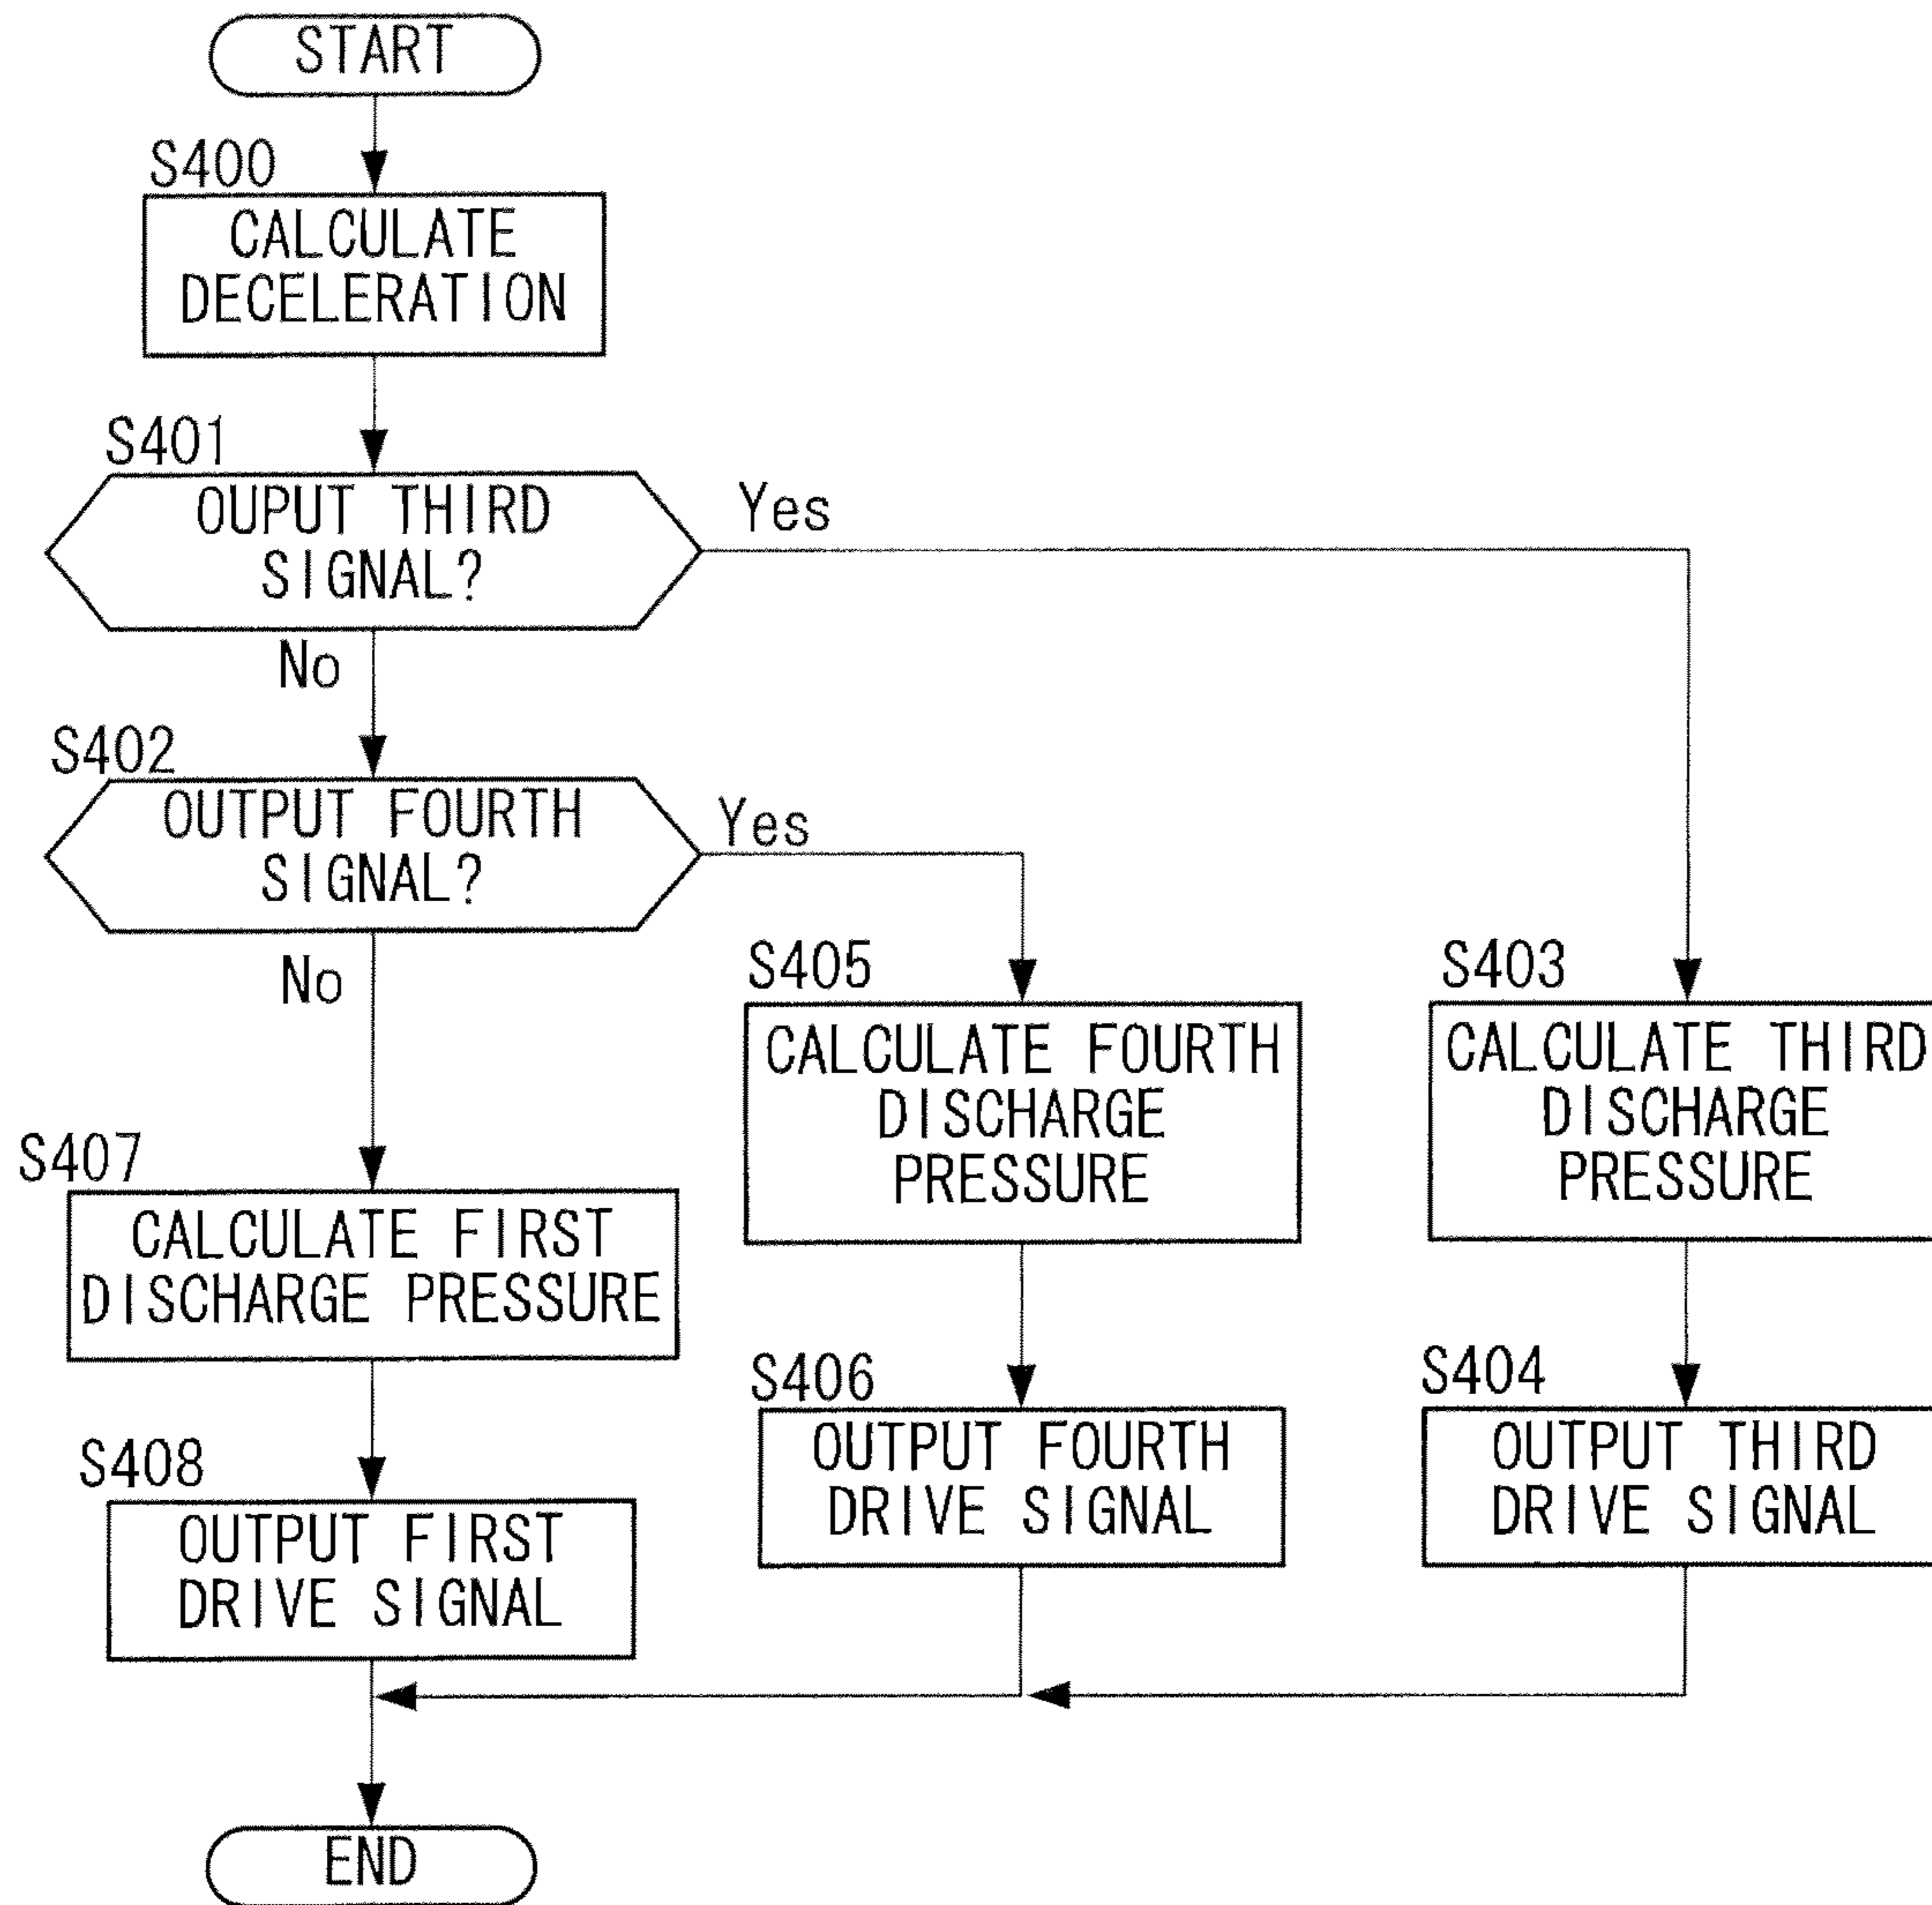 START
S400
CALCULATE
DECELERATION
S401
OUPUT THIRD
SIGNAL?
Yes
No
S402
OUTPUT FOURTH
SIGNAL?
Yes
No
S405
CALCULATE FOURTH
DISCHARGE
PRESSURE
S403
CALCULATE THIRD
DISCHARGE
PRESSURE
S407
CALCULATE FIRST
DISCHARGE PRESSURE
S406
OUTPUT FOURTH
DRIVE SIGNAL
S404
OUTPUT THIRD
DRIVE SIGNAL
S408
OUTPUT FIRST
DRIVE SIGNAL
END